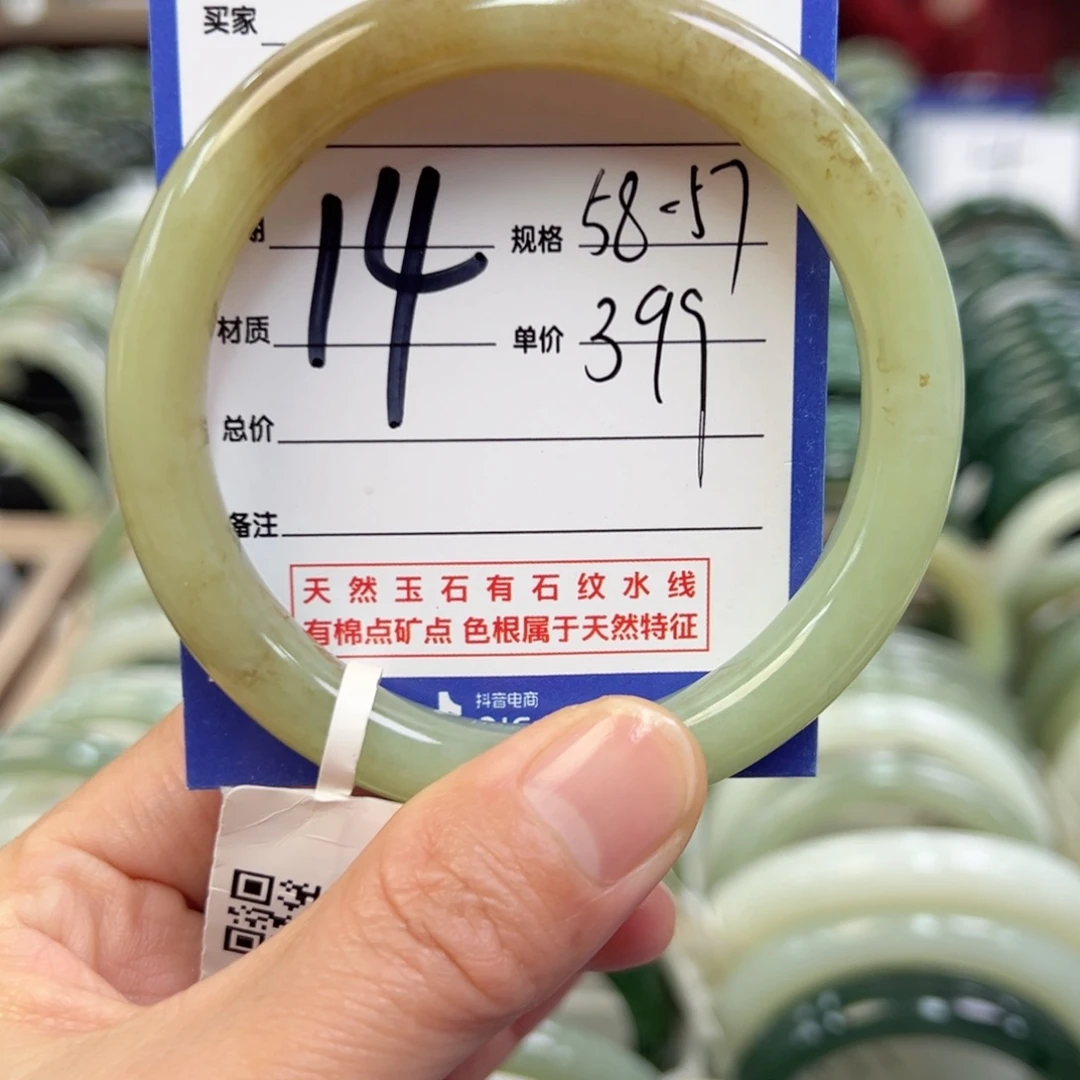 买家
期
14
规格 58-57
材质
单价 399
总价
备注
天然玉石有石纹水线
有棉点矿点 色根属于天然特征
抖音电商